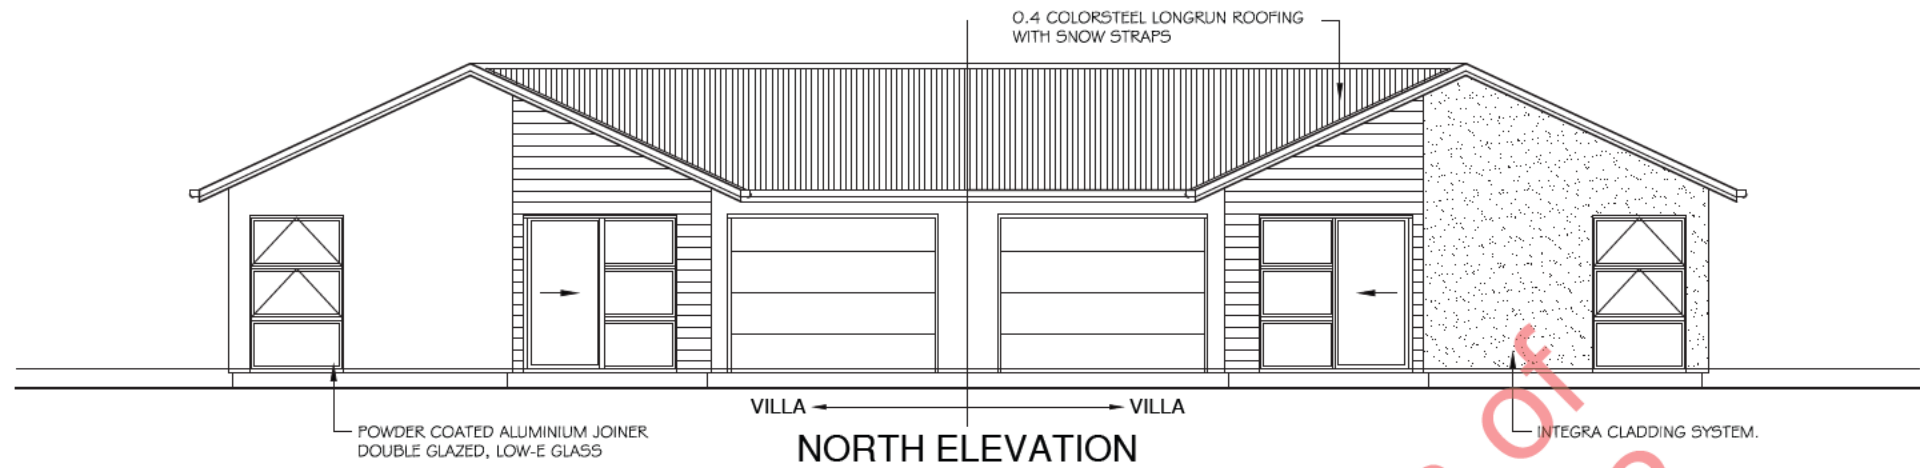 0.4 COLORSTEEL LONGRUN ROOFING
WITH SNOW STRAPS
VILLA
VILLA
POWDER COATED ALUMINIUM JOINER
DOUBLE GLAZED, LOW-E GLASS
NORTH ELEVATION
INTEGRA CLADDING SYSTEM.
of